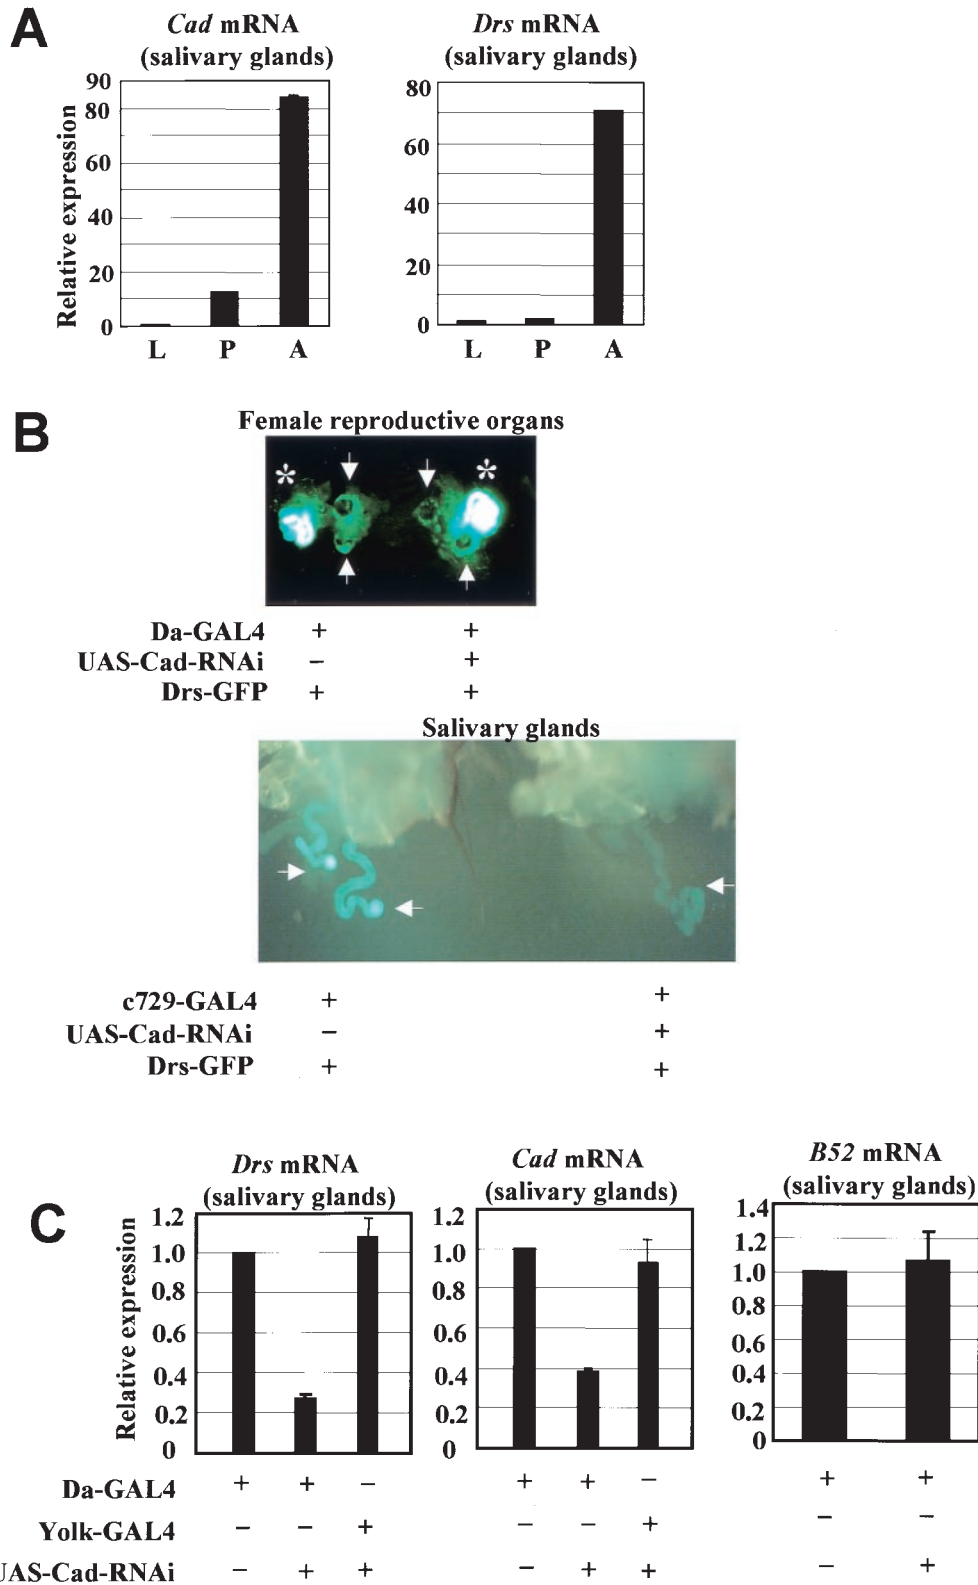 A
Cad mRNA
(salivary glands)
Drs mRNA
(salivary glands)
Relative expression
90
80
60
40
20
0
L P A
80
60
40
20
0
L P A
B
Female reproductive organs
* *
Da-GAL4 + +
UAS-Cad-RNAi – +
Drs-GFP + +
Salivary glands
c729-GAL4 + +
UAS-Cad-RNAi – +
Drs-GFP + +
C
Drs mRNA
(salivary glands)
Cad mRNA
(salivary glands)
B52 mRNA
(salivary glands)
Relative expression
1.2
1.0
0.8
0.6
0.4
0.2
0
1.2
1.0
0.8
0.6
0.4
0.2
0
1.4
1.2
1.0
0.8
0.6
0.4
0.2
0
Da-GAL4 + + – + + – + +
Yolk-GAL4 – – + – – + – –
UAS-Cad-RNAi – + + – + + – +